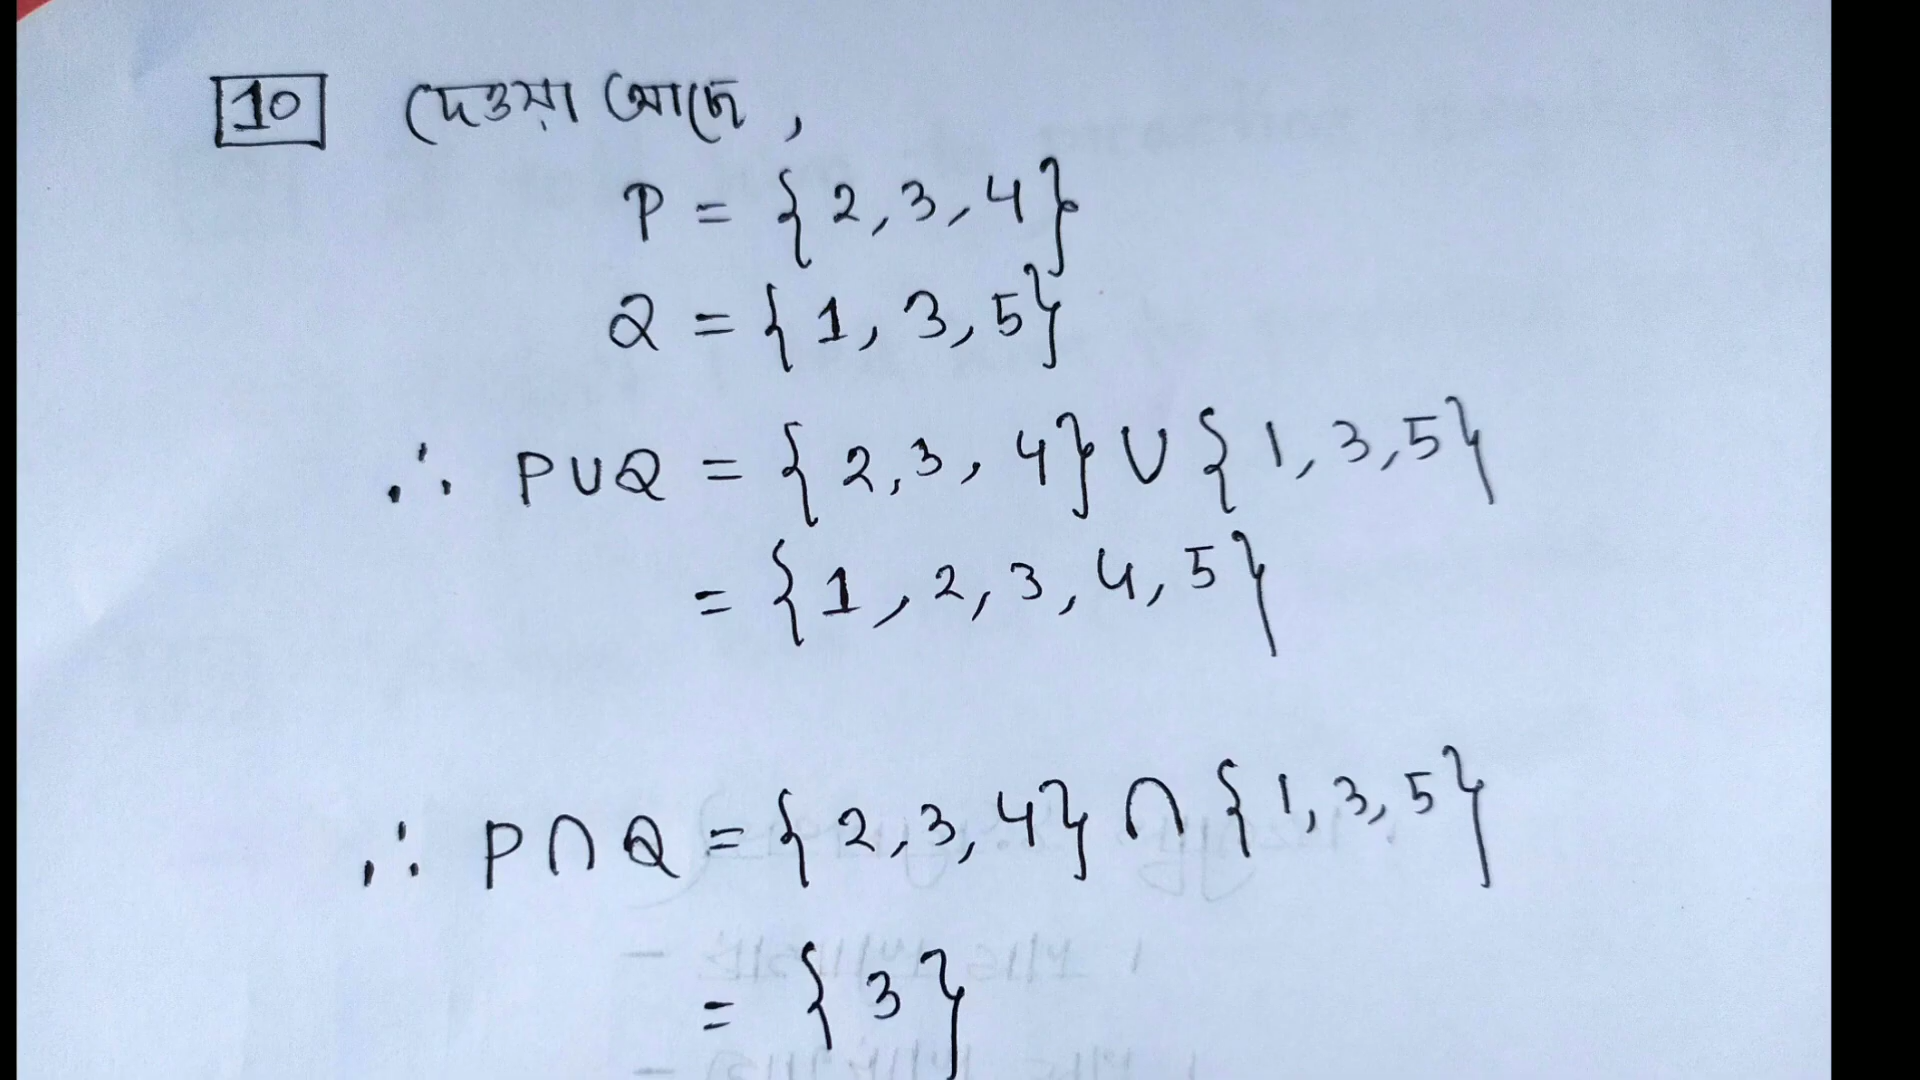 10 দেওয়া আছে,
P = {2,3,4}
Q = {1, 3, 5}
∴ P∪Q = {2,3,4} ∪ {1,3,5}
= {1, 2, 3, 4, 5}
∴ P∩Q = {2,3,4} ∩ {1,3,5}
= {3}